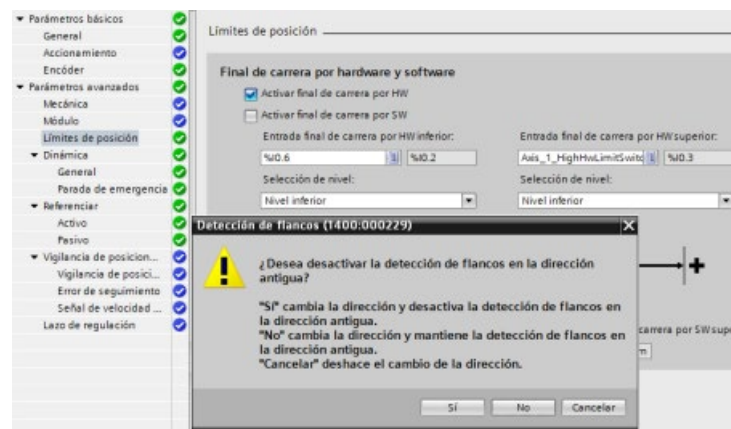 Parámetros básicos
General
Accionamiento
Encóder
Parámetros avanzados
Mecánica
Módulo
Límites de posición
Dinámica
General
Parada de emergencia
Referenciar
Activo
Pasivo
Vigilancia de posicion...
Vigilancia de posici...
Error de seguimiento
Señal de velocidad ...
Lazo de regulación
Límites de posición
Final de carrera por hardware y software
Activar final de carrera por HW
Activar final de carrera por SW
Entrada final de carrera por HW inferior:
Entrada final de carrera por HW superior:
%I0.6
%I0.2
Axis_1_HighHwLimitSwitc
%I0.3
Selección de nivel:
Selección de nivel:
Nivel inferior
Nivel inferior
Detección de flancos (1400:000229)
X
¿Desea desactivar la detección de flancos en la dirección
antigua?
"Sí" cambia la dirección y desactiva la detección de flancos en
la dirección antigua.
"No" cambia la dirección y mantiene la detección de flancos en
la dirección antigua.
"Cancelar" deshace el cambio de la dirección.
Sí
No
Cancelar
carrera por SW supe
m